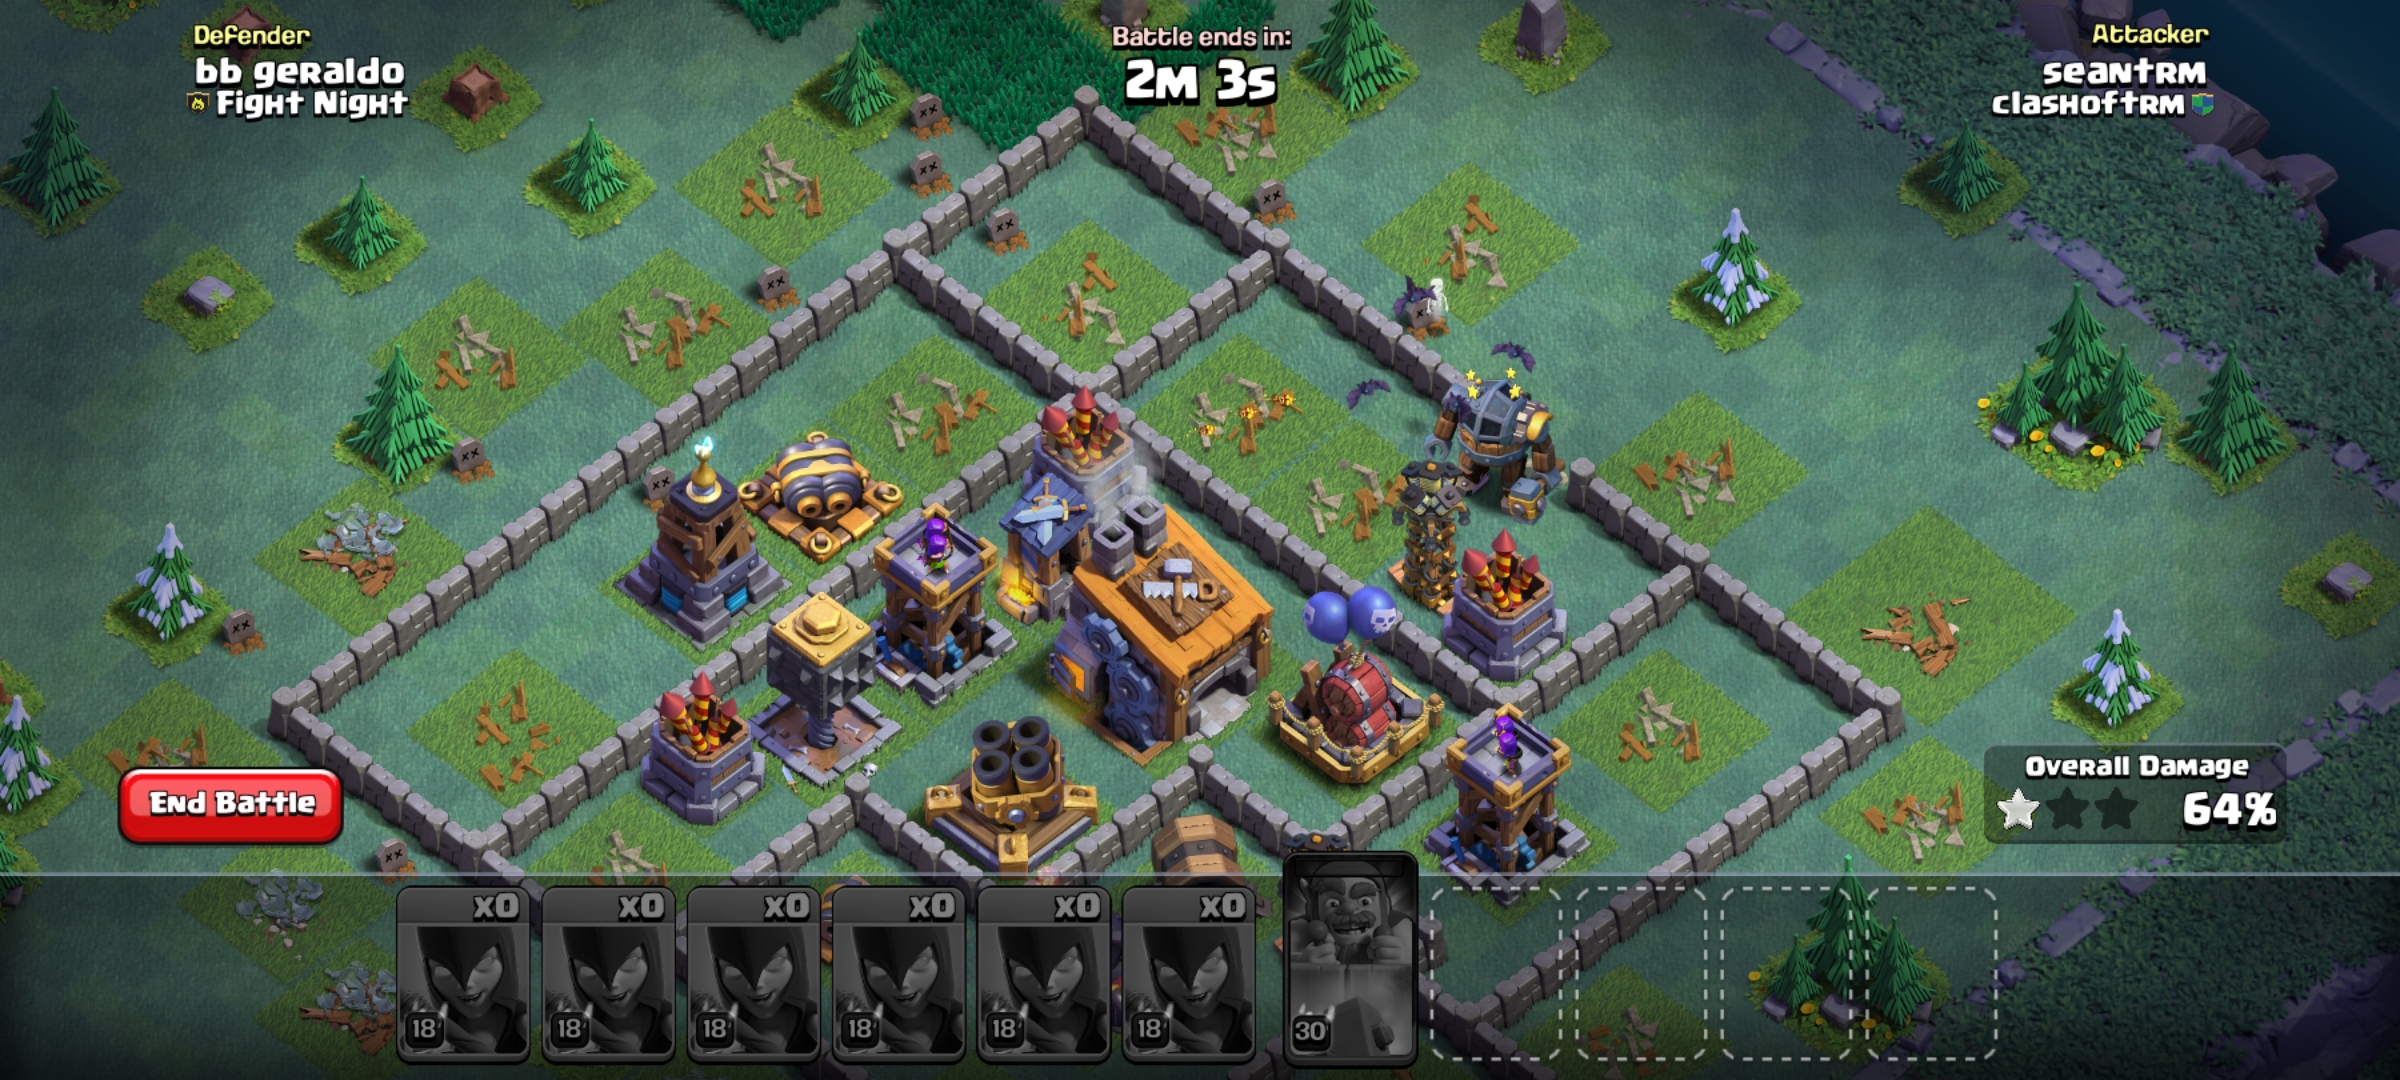 Defender
bb geraldo
Fight Night
Battle ends in:
2M 3s
Attacker
seantrm
clashoftrm
End Battle
Overall Damage
64%
x0
x0
x0
x0
x0
x0
18
18
18
18
18
18
30